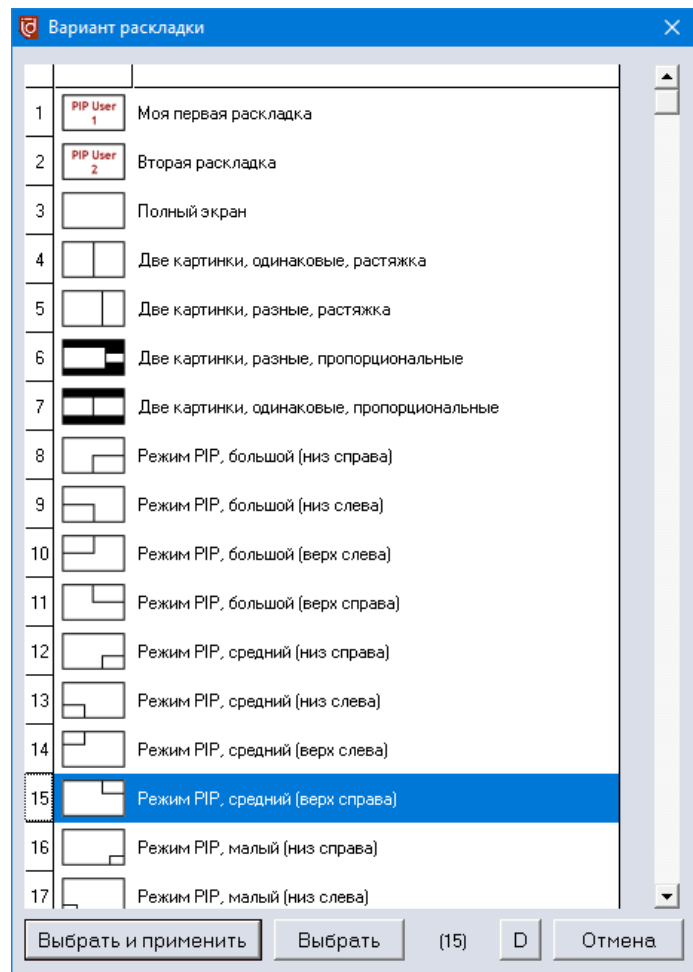 Вариант раскладки
1 PIP User 1 Моя первая раскладка
2 PIP User 2 Вторая раскладка
3 Полный экран
4 Две картинки, одинаковые, растяжка
5 Две картинки, разные, растяжка
6 Две картинки, разные, пропорциональные
7 Две картинки, одинаковые, пропорциональные
8 Режим PIP, большой (низ справа)
9 Режим PIP, большой (низ слева)
10 Режим PIP, большой (верх слева)
11 Режим PIP, большой (верх справа)
12 Режим PIP, средний (низ справа)
13 Режим PIP, средний (низ слева)
14 Режим PIP, средний (верх слева)
15 Режим PIP, средний (верх справа)
16 Режим PIP, малый (низ справа)
17 Режим PIP, малый (низ слева)
Выбрать и применить Выбрать (15) D Отмена